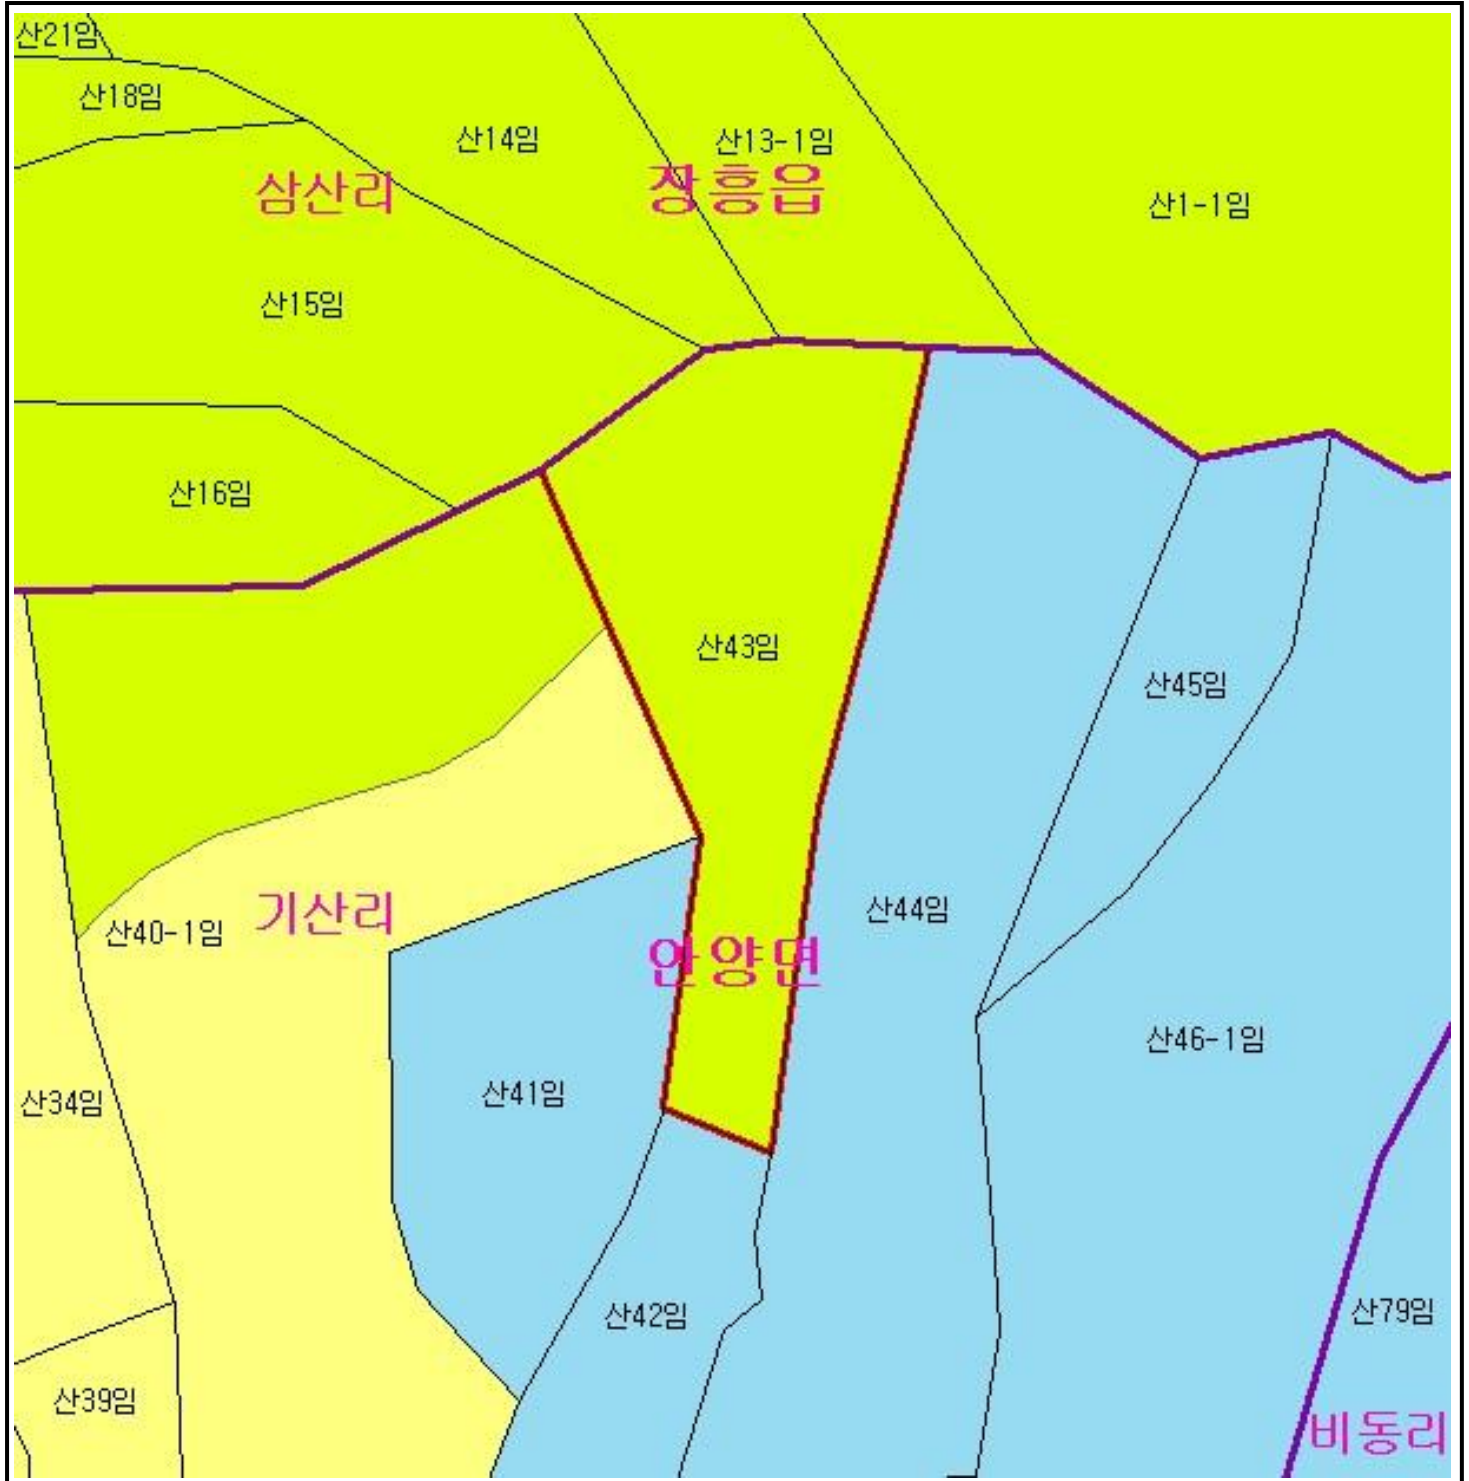 산21임
산18임
산14임
산13-1임
삼산리
장흥읍
산1-1임
산15임
산16임
산43임
산45임
기산리
산40-1임
산44임
안양면
산46-1임
산41임
산34임
산42임
산79임
산39임
비동리